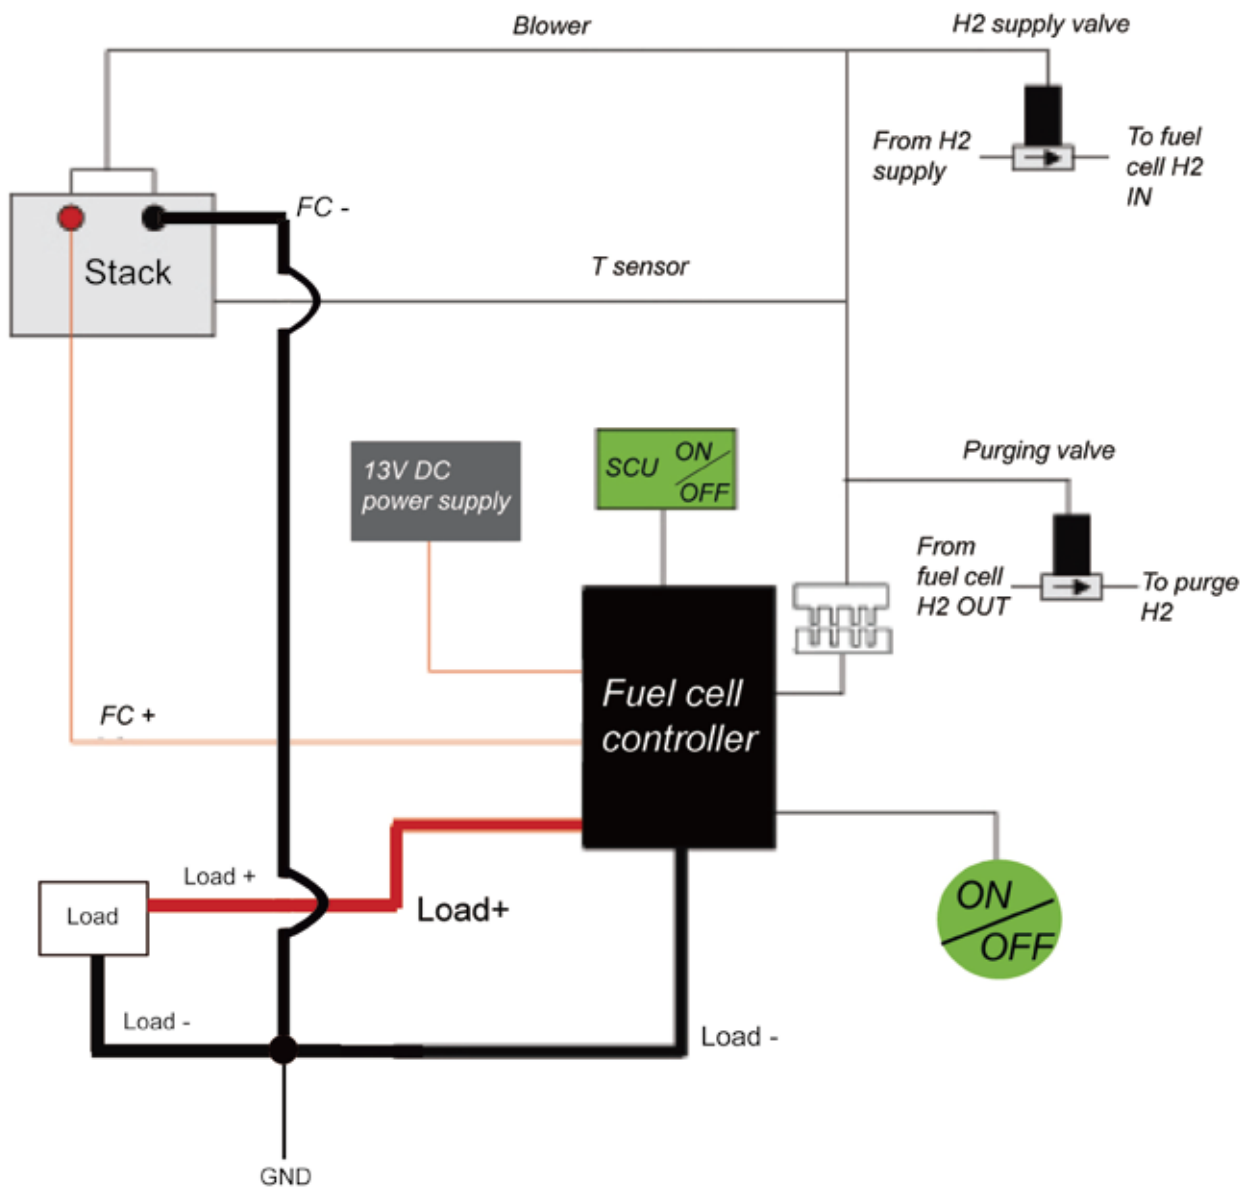 Blower
H2 supply valve
From H2
supply
To fuel
cell H2
IN
FC -
Stack
T sensor
13V DC
power supply
SCU ON
OFF
Purging valve
From
fuel cell
H2 OUT
To purge
H2
Fuel cell
controller
FC +
Load +
Load
Load+
ON
OFF
Load -
Load -
GND